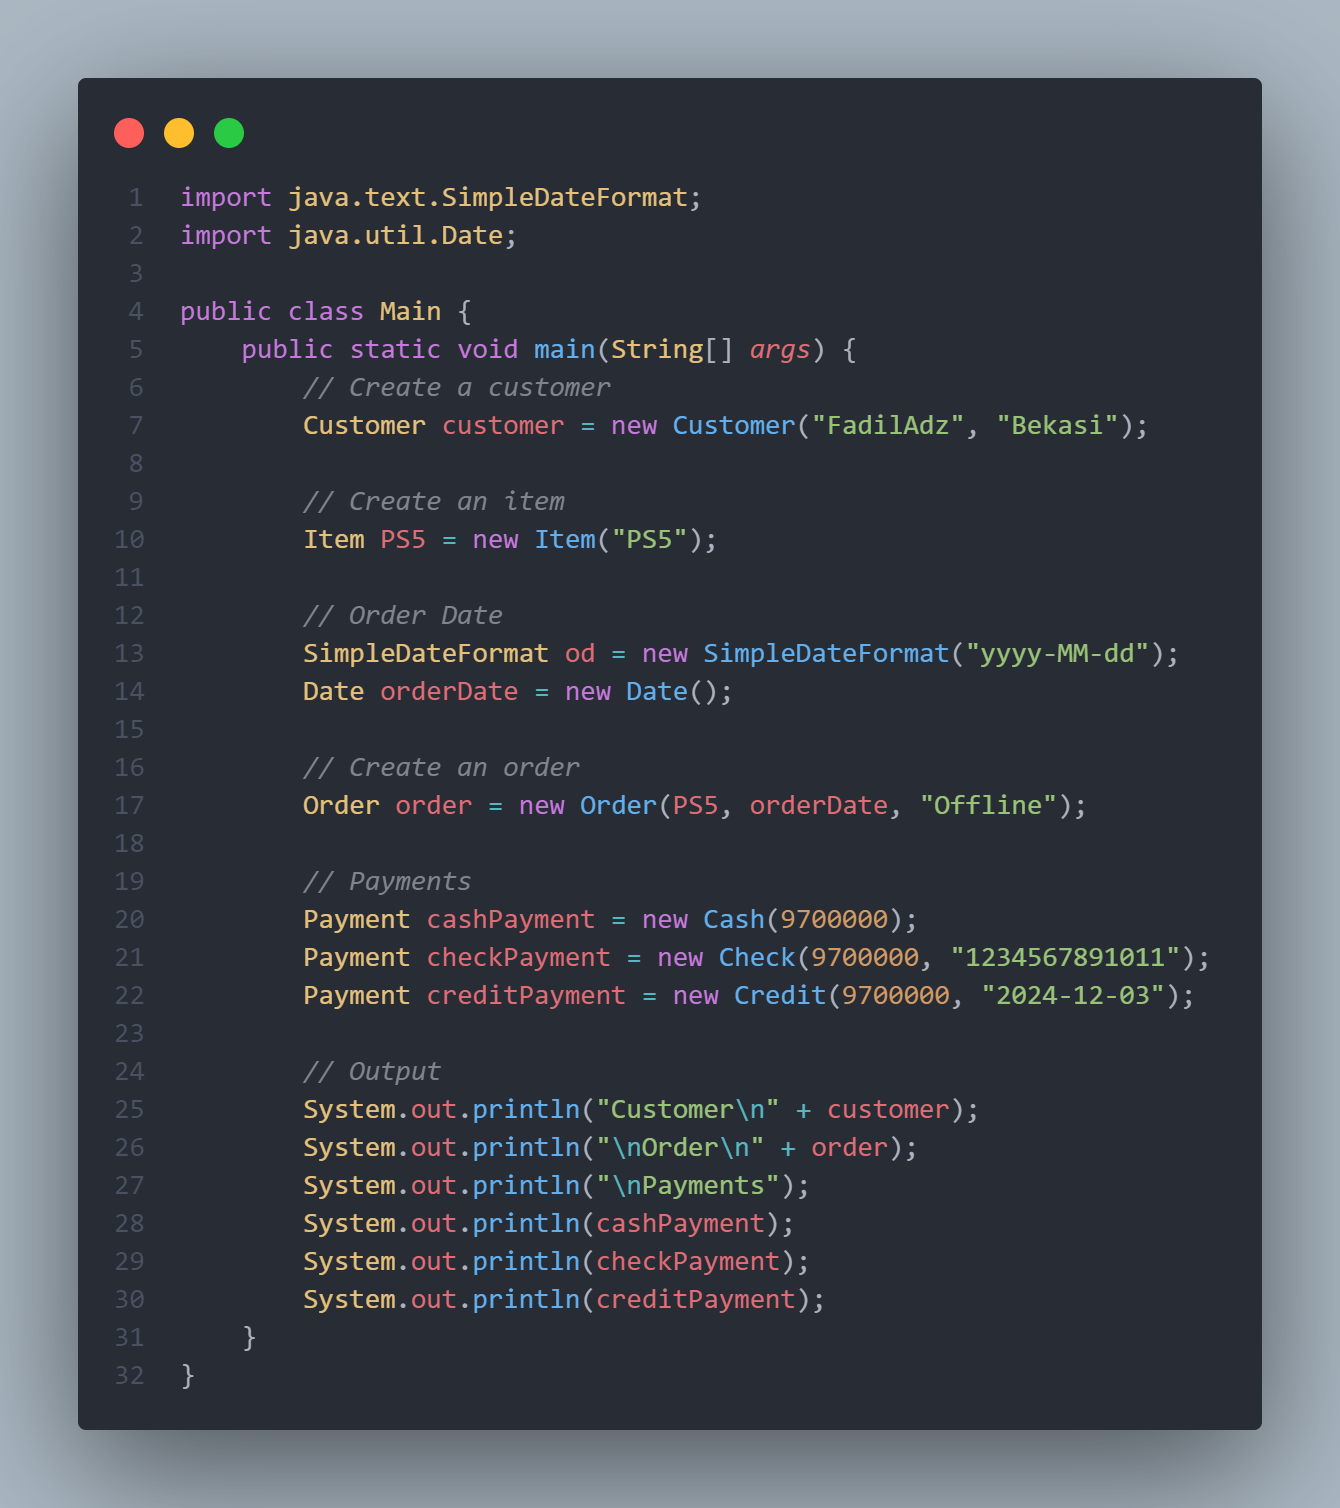 1 import java.text.SimpleDateFormat;
2 import java.util.Date;
3
4 public class Main {
5     public static void main(String[] args) {
6         // Create a customer
7         Customer customer = new Customer("FadilAdz", "Bekasi");
8
9         // Create an item
10         Item PS5 = new Item("PS5");
11
12         // Order Date
13         SimpleDateFormat od = new SimpleDateFormat("yyyy-MM-dd");
14         Date orderDate = new Date();
15
16         // Create an order
17         Order order = new Order(PS5, orderDate, "Offline");
18
19         // Payments
20         Payment cashPayment = new Cash(9700000);
21         Payment checkPayment = new Check(9700000, "1234567891011");
22         Payment creditPayment = new Credit(9700000, "2024-12-03");
23
24         // Output
25         System.out.println("Customer\n" + customer);
26         System.out.println("\nOrder\n" + order);
27         System.out.println("\nPayments");
28         System.out.println(cashPayment);
29         System.out.println(checkPayment);
30         System.out.println(creditPayment);
31     }
32 }